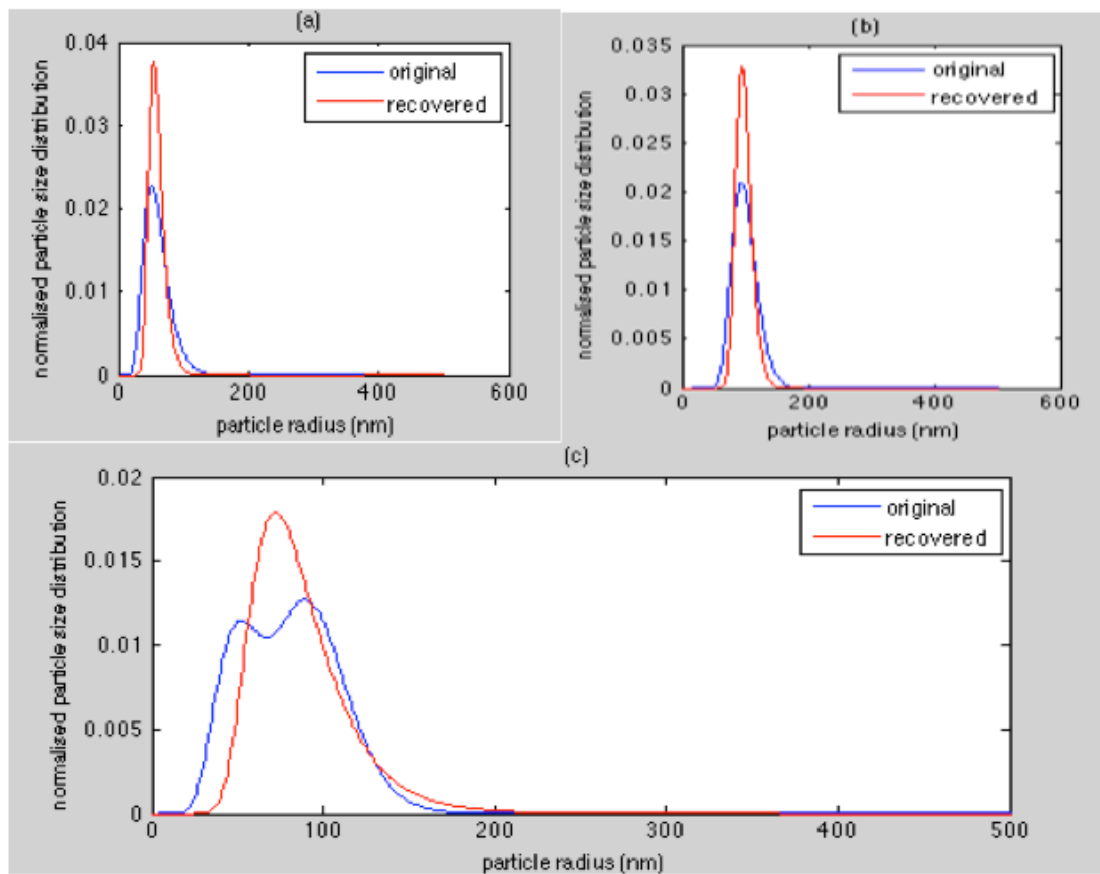 (a)
normalised particle size distribution
0.04
0.03
0.02
0.01
0
0
200
400
600
particle radius (nm)
original
recovered
(b)
normalised particle size distribution
0.035
0.03
0.025
0.02
0.015
0.01
0.005
0
0
200
400
600
particle radius (nm)
original
recovered
(c)
normalised particle size distribution
0.02
0.015
0.01
0.005
0
0
100
200
300
400
500
particle radius (nm)
original
recovered